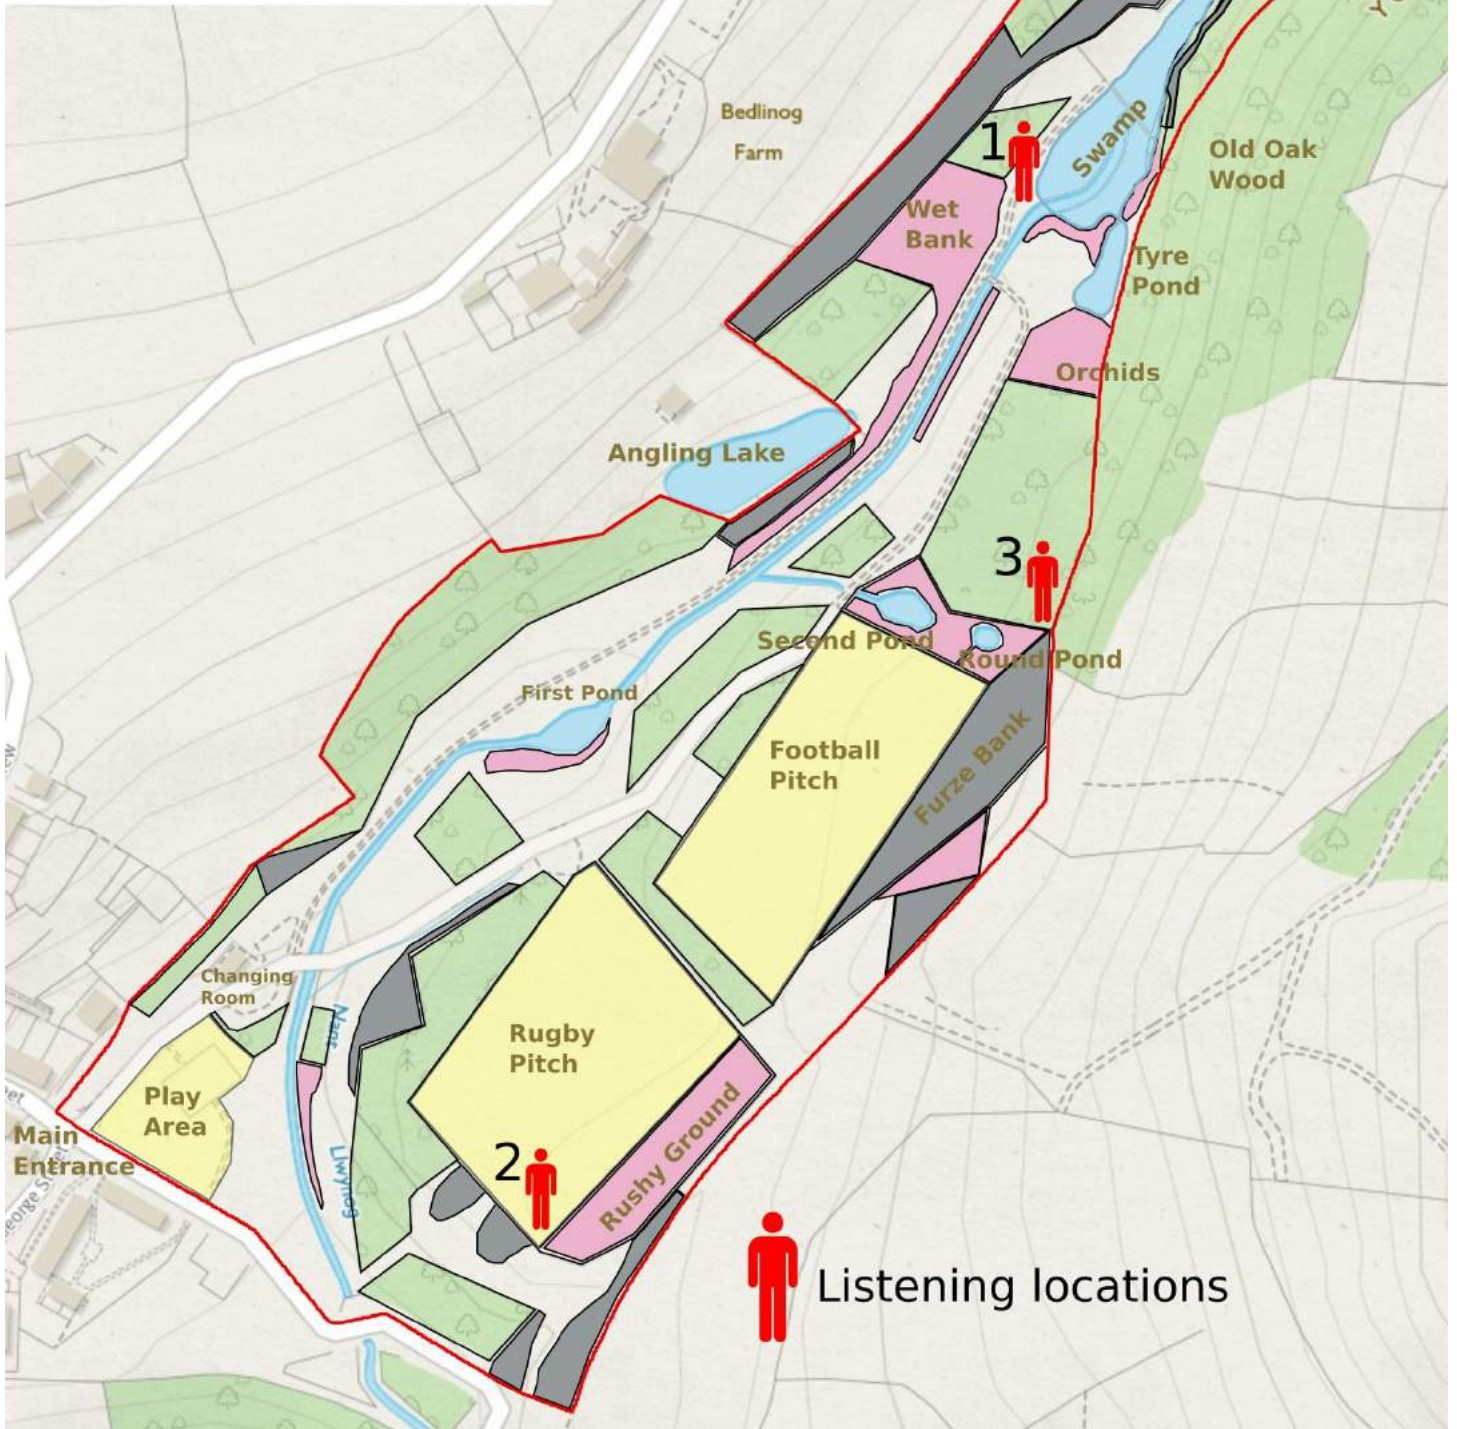 Bedlinog
Farm
1
Swamp
Old Oak
Wood
Wet
Bank
Tyre
Pond
Orchids
Angling Lake
3
Second Pond
Round Pond
First Pond
Football
Pitch
Furze Bank
Changing
Room
Nant
Llwynog
Rugby
Pitch
Play
Area
Main
Entrance
2
Rushy Ground
Listening locations